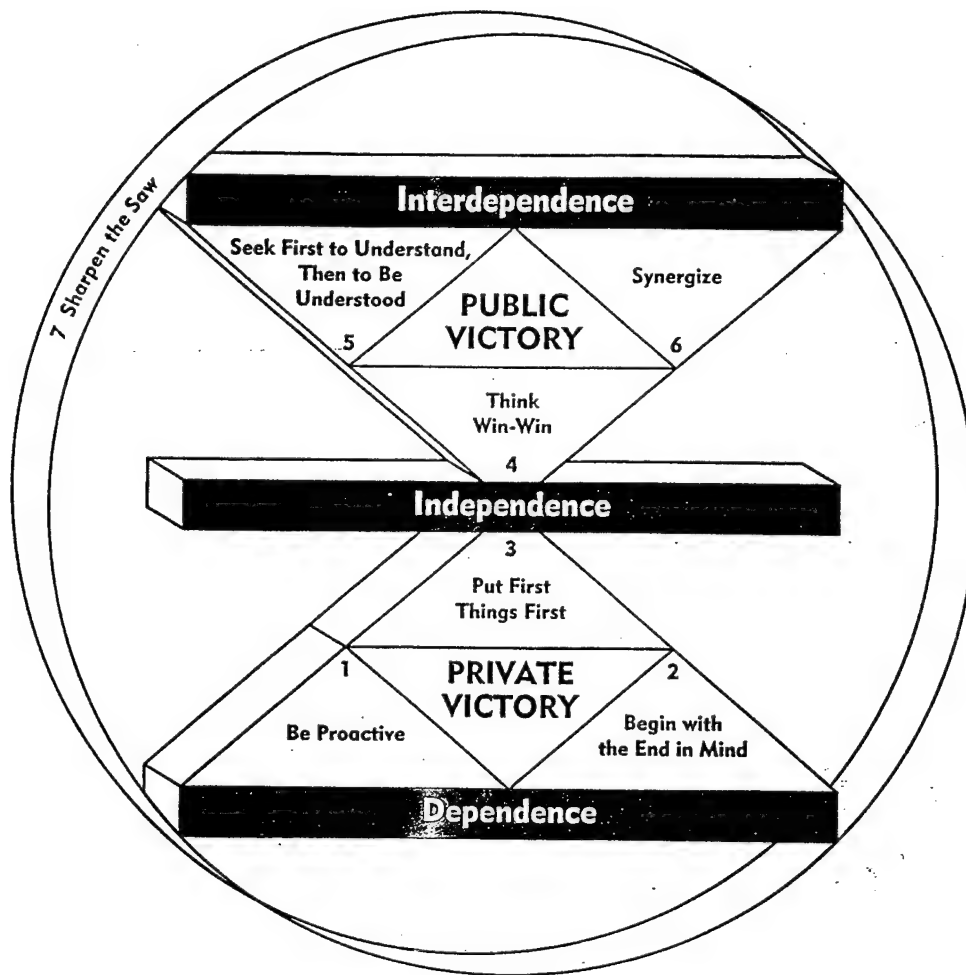 7 Sharpen the Saw
Interdependence
Seek First to Understand,
Then to Be
Understood
5
PUBLIC
VICTORY
Synergize
6
Think
Win-Win
4
Independence
3
Put First
Things First
1
Be Proactive
PRIVATE
VICTORY
2
Begin with
the End in Mind
Dependence